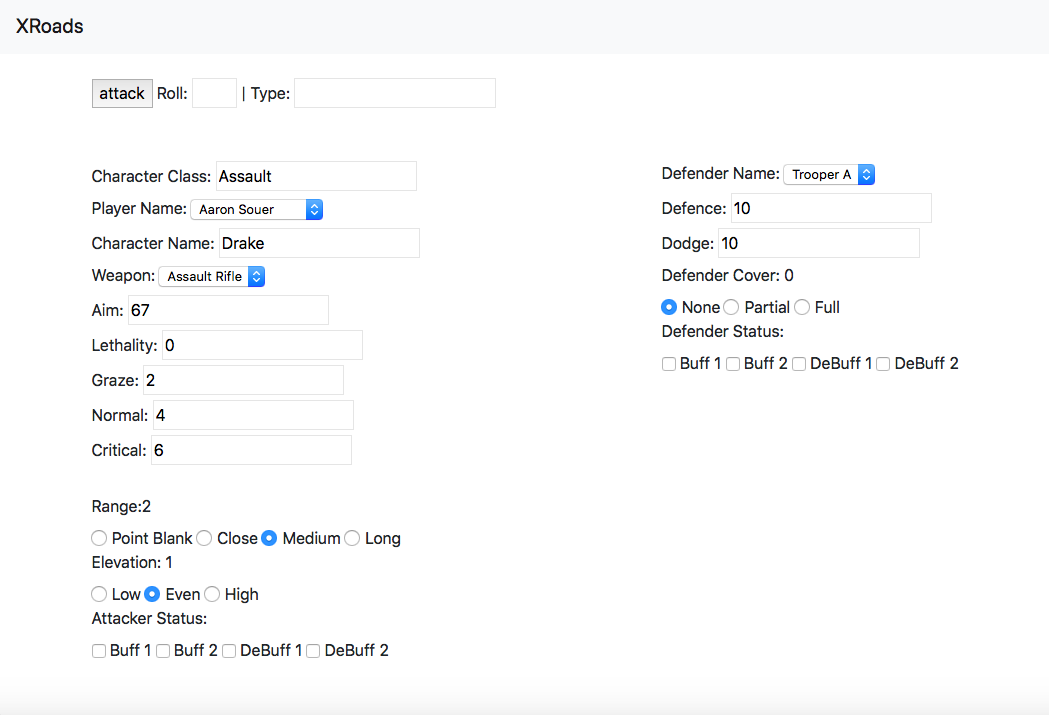 XRoads
attack Roll: | Type:
Character Class: Assault
Player Name: Aaron Souer
Character Name: Drake
Weapon: Assault Rifle
Aim: 67
Lethality: 0
Graze: 2
Normal: 4
Critical: 6
Range:2
Point Blank Close Medium Long
Elevation: 1
Low Even High
Attacker Status:
Buff 1 Buff 2 DeBuff 1 DeBuff 2
Defender Name: Trooper A
Defence: 10
Dodge: 10
Defender Cover: 0
None Partial Full
Defender Status:
Buff 1 Buff 2 DeBuff 1 DeBuff 2